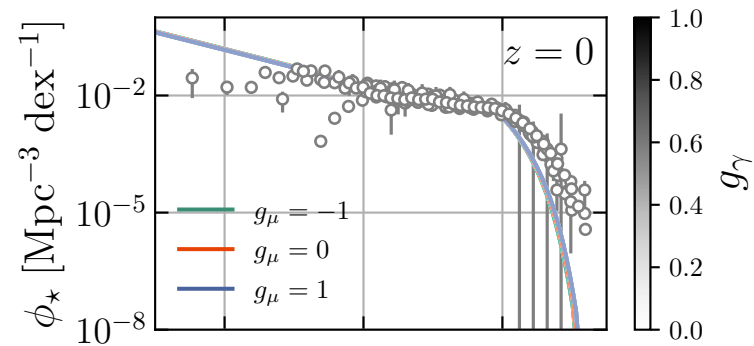 z = 0
ϕ⋆ [Mpc⁻³ dex⁻¹]
10⁻²
10⁻⁵
10⁻⁸
g_μ = −1
g_μ = 0
g_μ = 1
1.0
0.8
0.6
0.4
0.2
0.0
g_γ